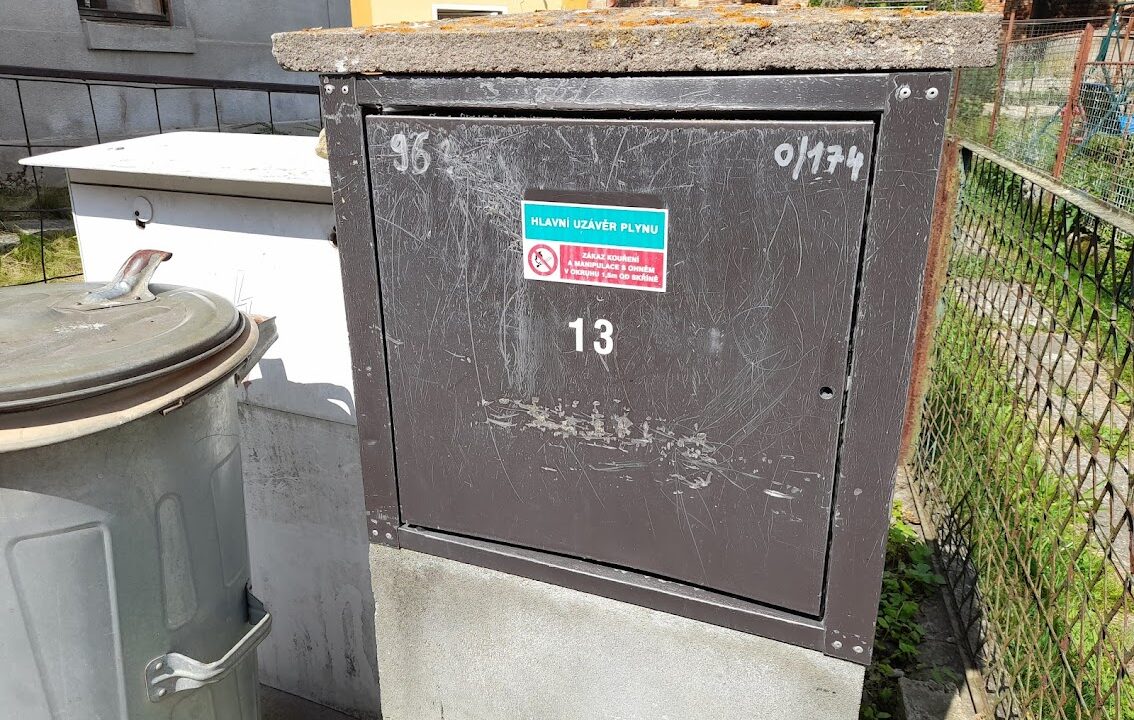 96
0/174
HLAVNÍ UZÁVĚR PLYNU
ZÁKAZ KOUŘENÍ
A MANIPULACE S OHNĚM
V OKRUHU 1,5m OD SKŘÍNĚ
13